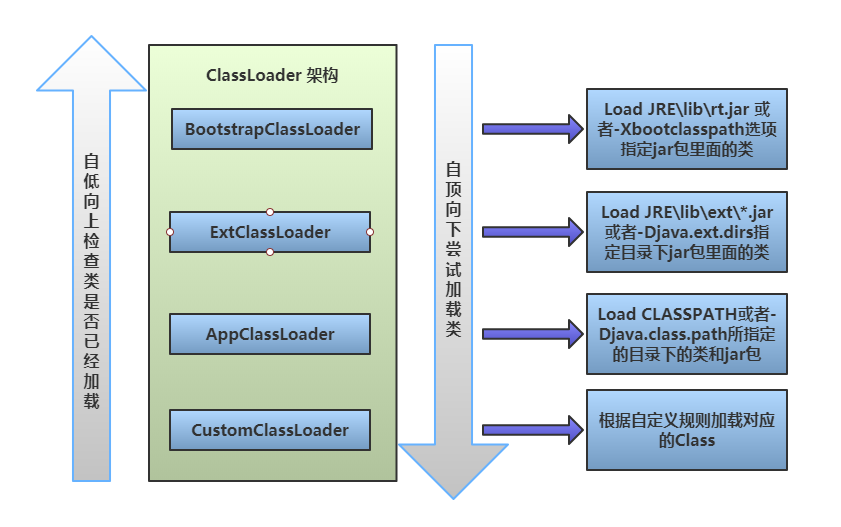 ClassLoader 架构
BootstrapClassLoader
ExtClassLoader
AppClassLoader
CustomClassLoader
自低向上检查类是否已经加载
自顶向下尝试加载类
Load JRE\lib\rt.jar 或
者-Xbootclasspath选项
指定jar包里面的类
Load JRE\lib\ext\*.jar
或者-Djava.ext.dirs指
定目录下jar包里面的类
Load CLASSPATH或者-
Djava.class.path所指定
的目录下的类和jar包
根据自定义规则加载对应
的Class